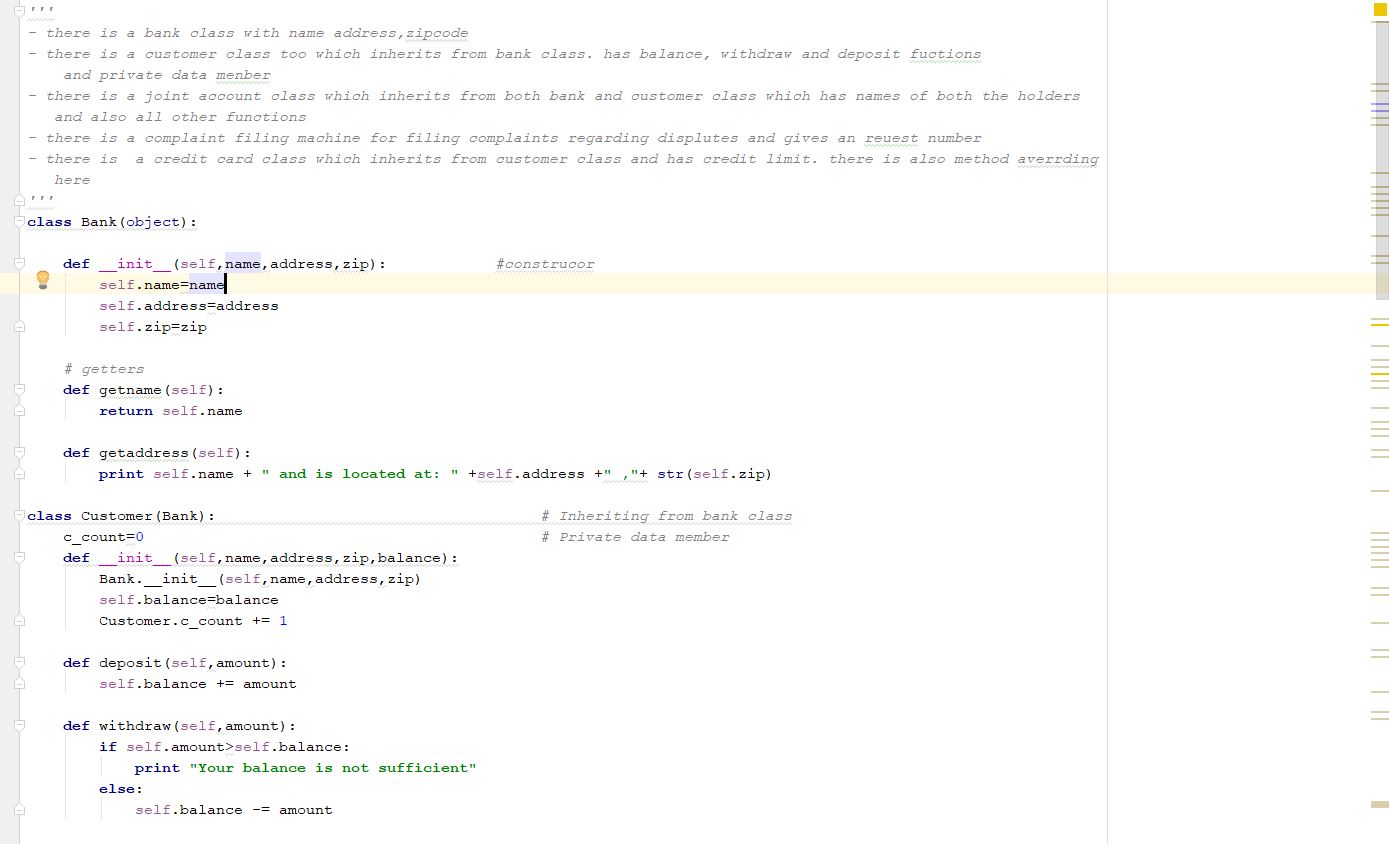 '''
- there is a bank class with name address,zipcode
- there is a customer class too which inherits from bank class. has balance, withdraw and deposit fuctions
    and private data menber
- there is a joint account class which inherits from both bank and customer class which has names of both the holders
   and also all other functions
- there is a complaint filing machine for filing complaints regarding displutes and gives an reuest number
- there is  a credit card class which inherits from customer class and has credit limit. there is also method averrding
   here
'''
class Bank(object):

    def __init__(self,name,address,zip):            #construcor
        self.name=name
        self.address=address
        self.zip=zip

    # getters
    def getname(self):
        return self.name

    def getaddress(self):
        print self.name + " and is located at: " +self.address +" ,"+ str(self.zip)

class Customer(Bank):                                    # Inheriting from bank class
    c_count=0                                            # Private data member
    def __init__(self,name,address,zip,balance):
        Bank.__init__(self,name,address,zip)
        self.balance=balance
        Customer.c_count += 1

    def deposit(self,amount):
        self.balance += amount

    def withdraw(self,amount):
        if self.amount>self.balance:
            print "Your balance is not sufficient"
        else:
            self.balance -= amount